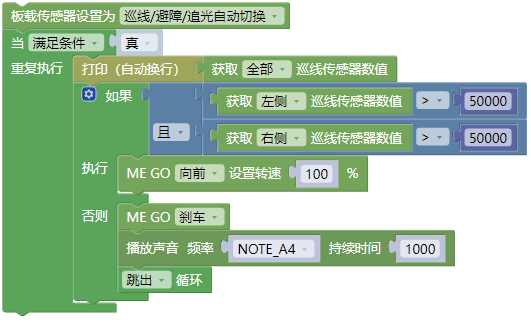 板载传感器设置为 巡线/避障/追光自动切换
当 满足条件 真
重复执行 打印（自动换行） 获取 全部 巡线传感器数值
如果 获取 左侧 巡线传感器数值 > 50000
且
获取 右侧 巡线传感器数值 > 50000
执行 ME GO 向前 设置转速 100 %
否则 ME GO 刹车
播放声音 频率 NOTE_A4 持续时间 1000
跳出 循环